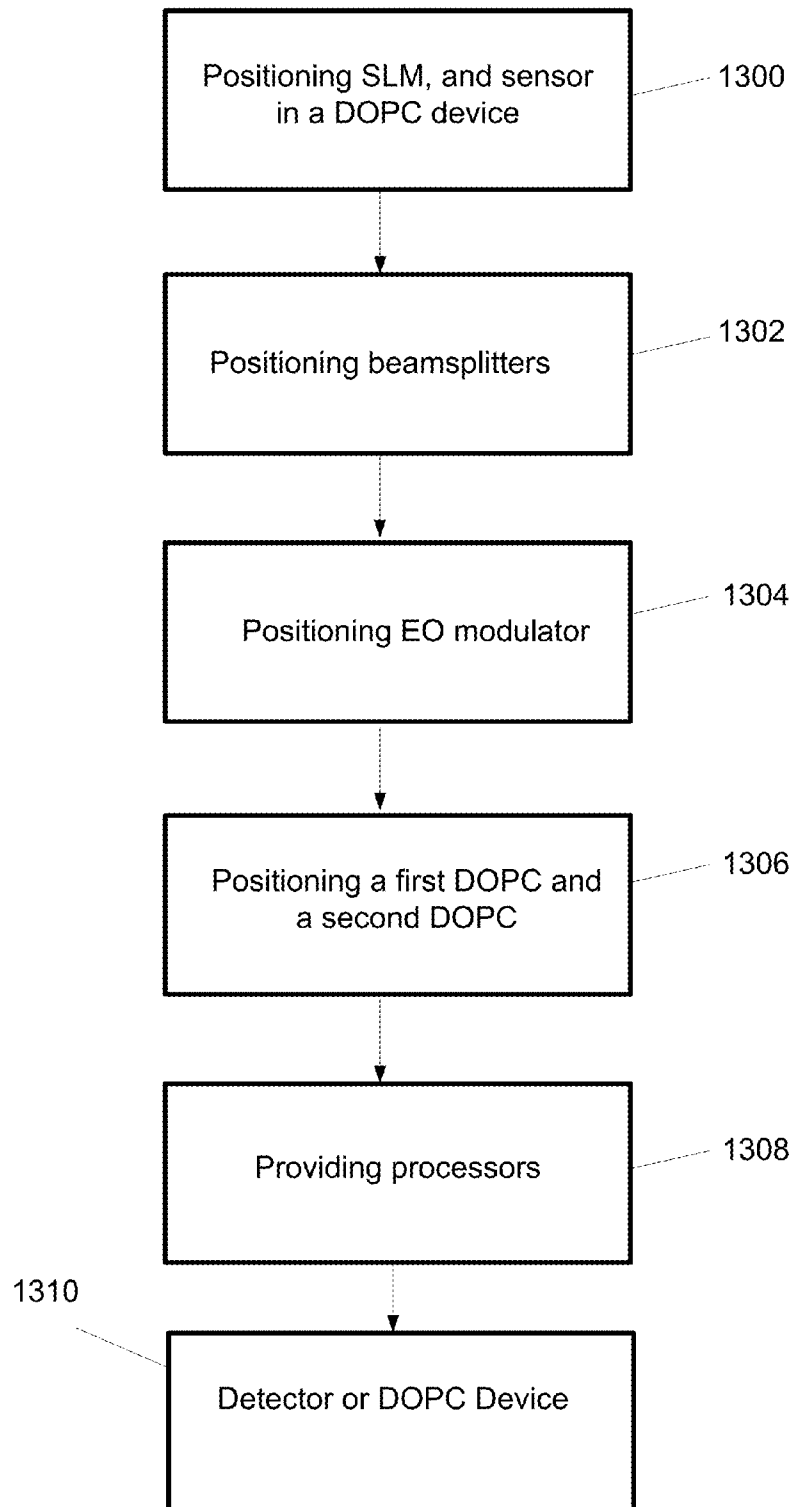 Positioning SLM, and sensor
in a DOPC device
1300
Positioning beamsplitters
1302
Positioning EO modulator
1304
Positioning a first DOPC and
a second DOPC
1306
Providing processors
1308
1310
Detector or DOPC Device